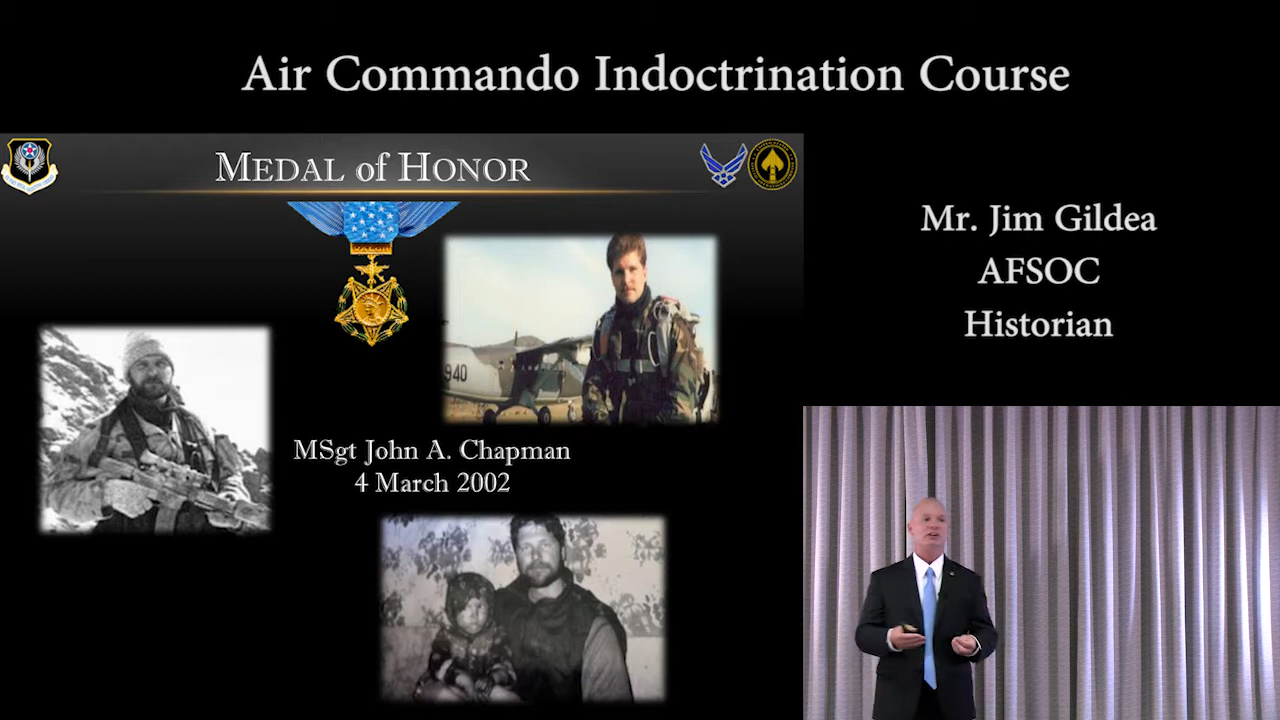 Air Commando Indoctrination Course
MEDAL of HONOR
Mr. Jim Gildea
AFSOC
Historian
VALOR
940
MSgt John A. Chapman
4 March 2002